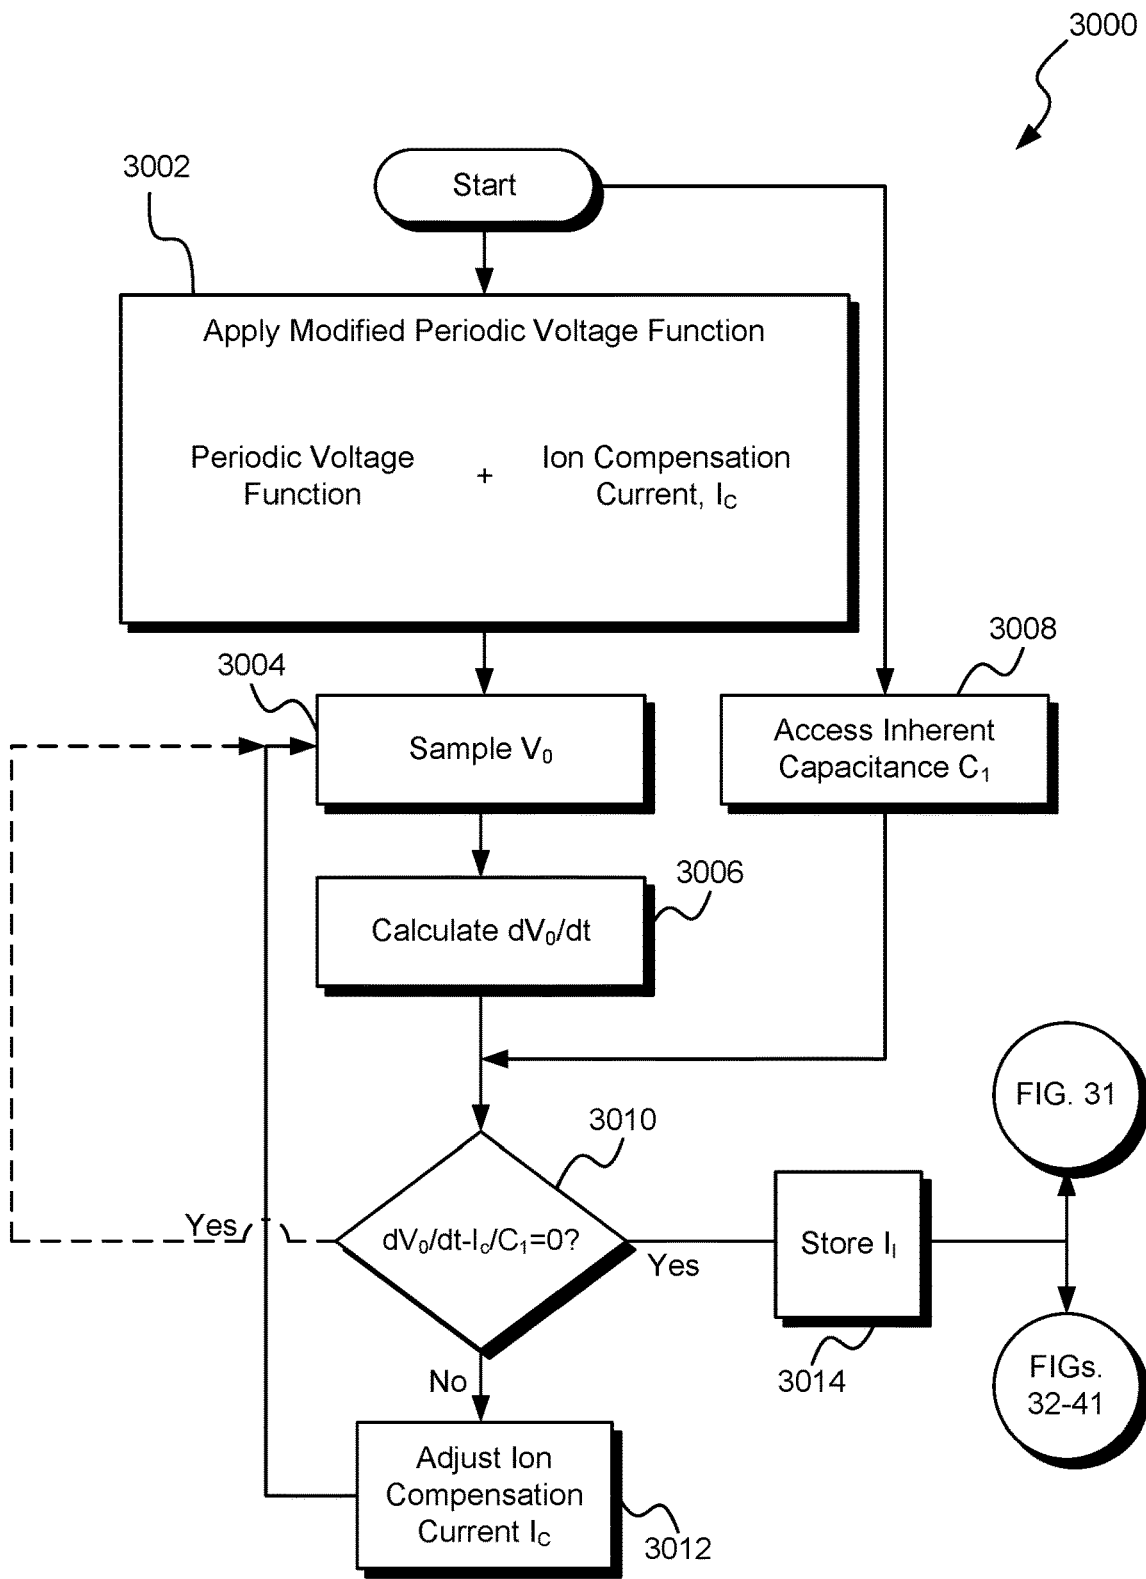 3000
3002
Start
Apply Modified Periodic Voltage Function
Periodic Voltage
Function
+
Ion Compensation
Current, I_C
3004
3008
Sample V_0
Access Inherent
Capacitance C_1
3006
Calculate dV_0/dt
FIG. 31
3010
Yes
dV_0/dt-I_c/C_1=0?
Yes
Store I_I
3014
No
FIGs.
32-41
Adjust Ion
Compensation
Current I_C
3012